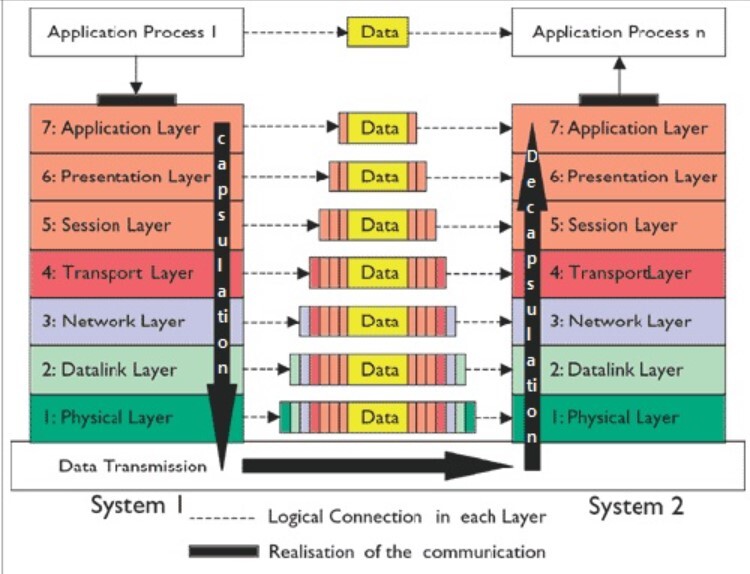 Application Process 1
Data
Application Process n
7: Application Layer
Data
7: Application Layer
6: Presentation Layer
Data
6: Presentation Layer
5: Session Layer
Data
5: Session Layer
4: Transport Layer
Data
4: TransportLayer
3: Network Layer
Data
3: Network Layer
2: Datalink Layer
Data
2: Datalink Layer
1: Physical Layer
Data
1: Physical Layer
capsulation
Decapsulation
Data Transmission
System 1
System 2
Logical Connection in each Layer
Realisation of the communication